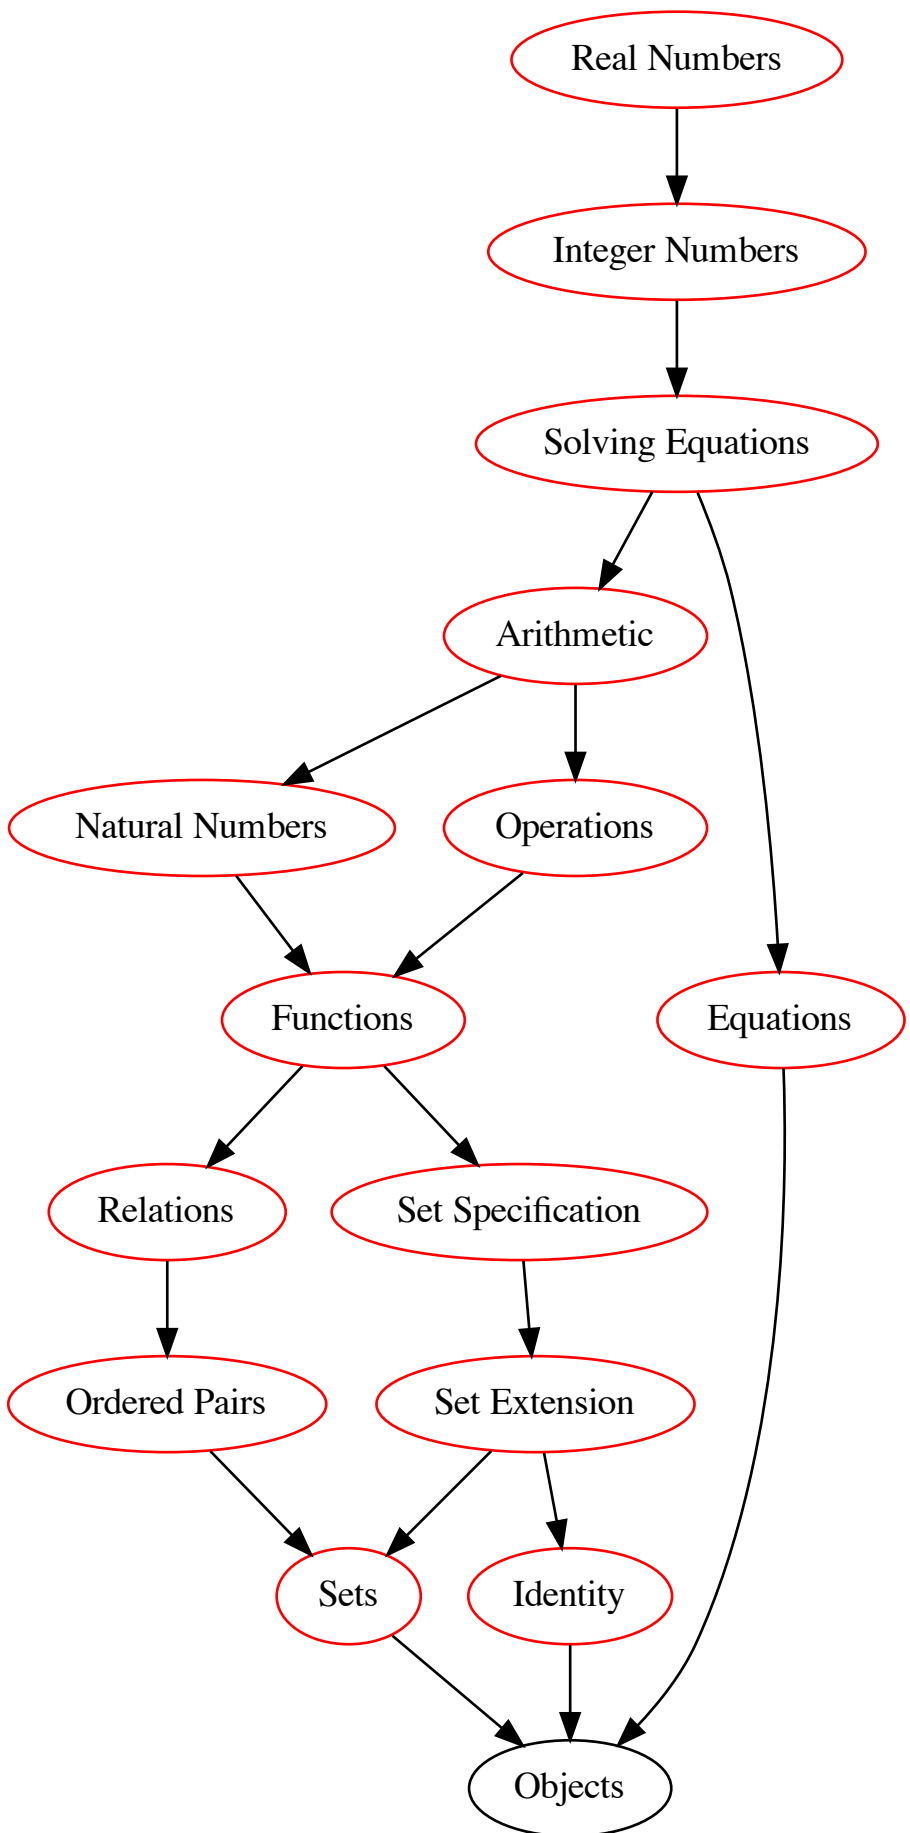 Real Numbers
Integer Numbers
Solving Equations
Arithmetic
Natural Numbers
Operations
Functions
Equations
Relations
Set Specification
Ordered Pairs
Set Extension
Sets
Identity
Objects